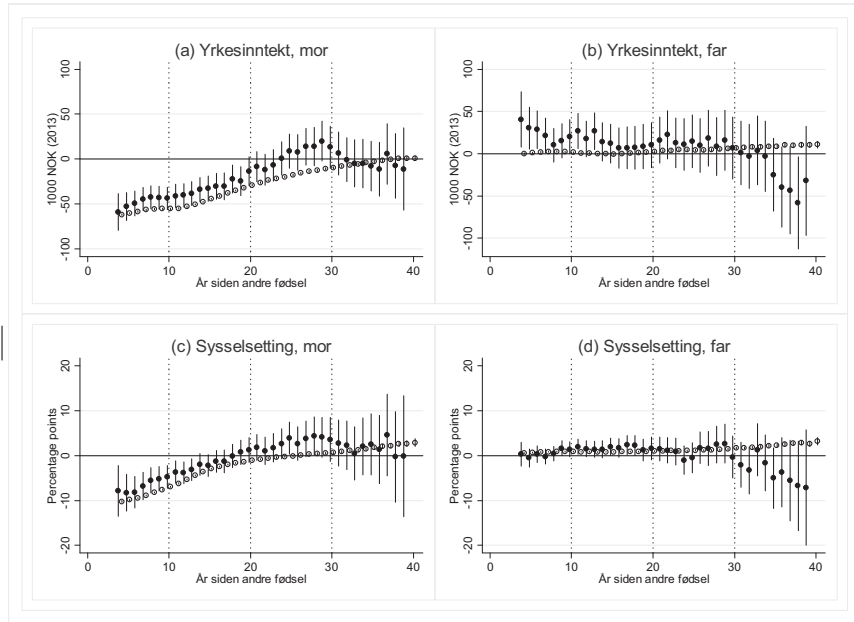 (a) Yrkesinntekt, mor
1000 NOK (2013)
100
50
0
-50
-100
0 10 20 30 40
År siden andre fødsel
(b) Yrkesinntekt, far
1000 NOK (2013)
100
50
0
-50
-100
0 10 20 30 40
År siden andre fødsel
(c) Sysselsetting, mor
Percentage points
20
10
0
-10
-20
0 10 20 30 40
År siden andre fødsel
(d) Sysselsetting, far
Percentage points
20
10
0
-10
-20
0 10 20 30 40
År siden andre fødsel